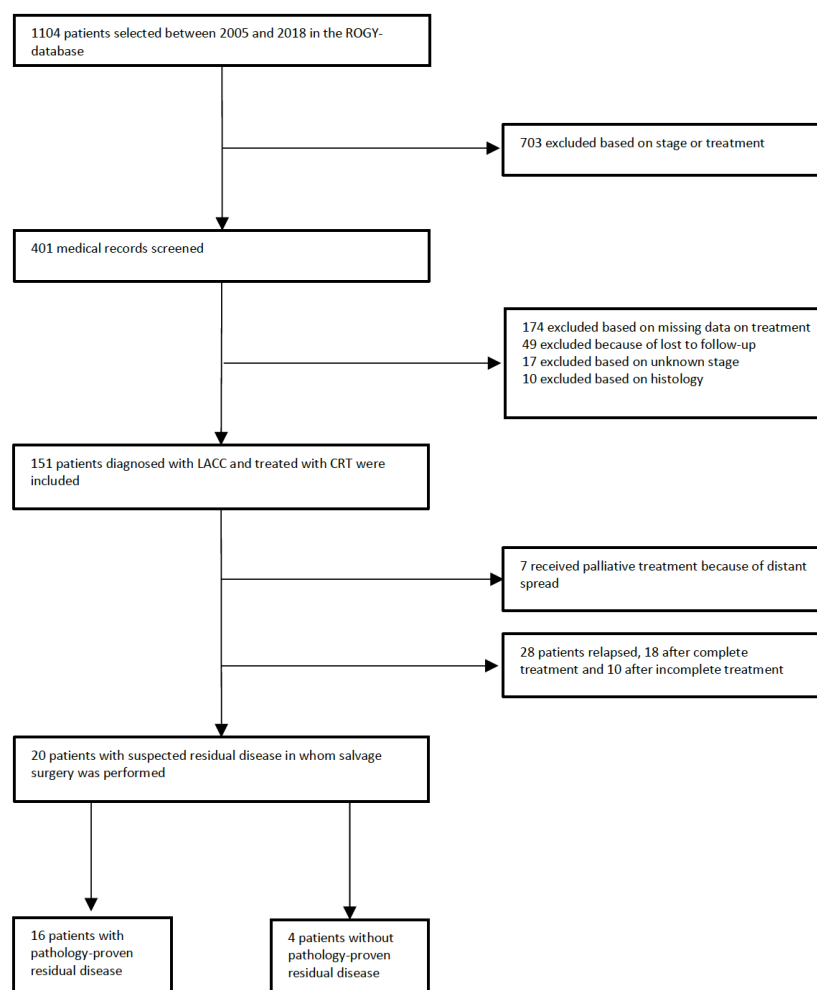 1104 patients selected between 2005 and 2018 in the ROGY-
database
703 excluded based on stage or treatment
401 medical records screened
174 excluded based on missing data on treatment
49 excluded because of lost to follow-up
17 excluded based on unknown stage
10 excluded based on histology
151 patients diagnosed with LACC and treated with CRT were
included
7 received palliative treatment because of distant
spread
28 patients relapsed, 18 after complete
treatment and 10 after incomplete treatment
20 patients with suspected residual disease in whom salvage
surgery was performed
16 patients with
pathology-proven
residual disease
4 patients without
pathology-proven
residual disease